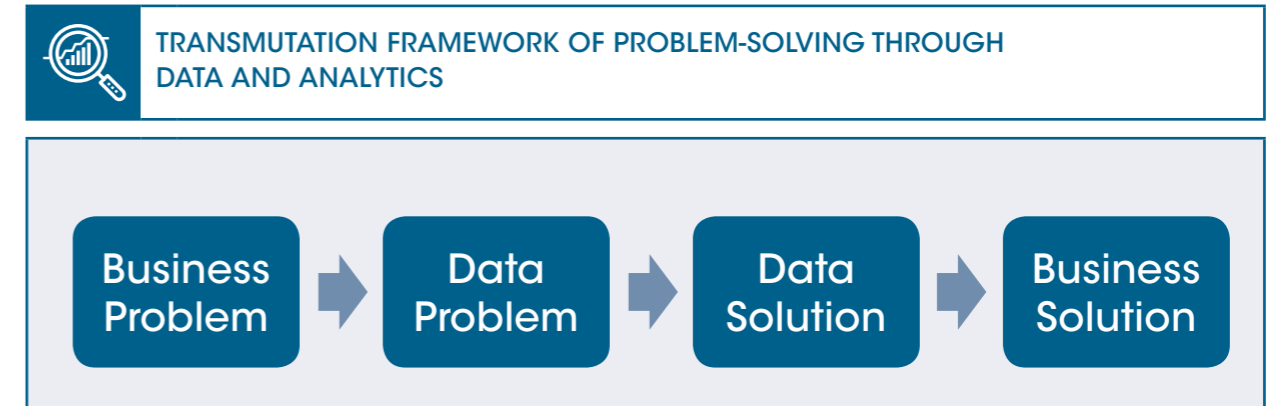 TRANSMUTATION FRAMEWORK OF PROBLEM-SOLVING THROUGH
DATA AND ANALYTICS
Business
Problem
Data
Problem
Data
Solution
Business
Solution